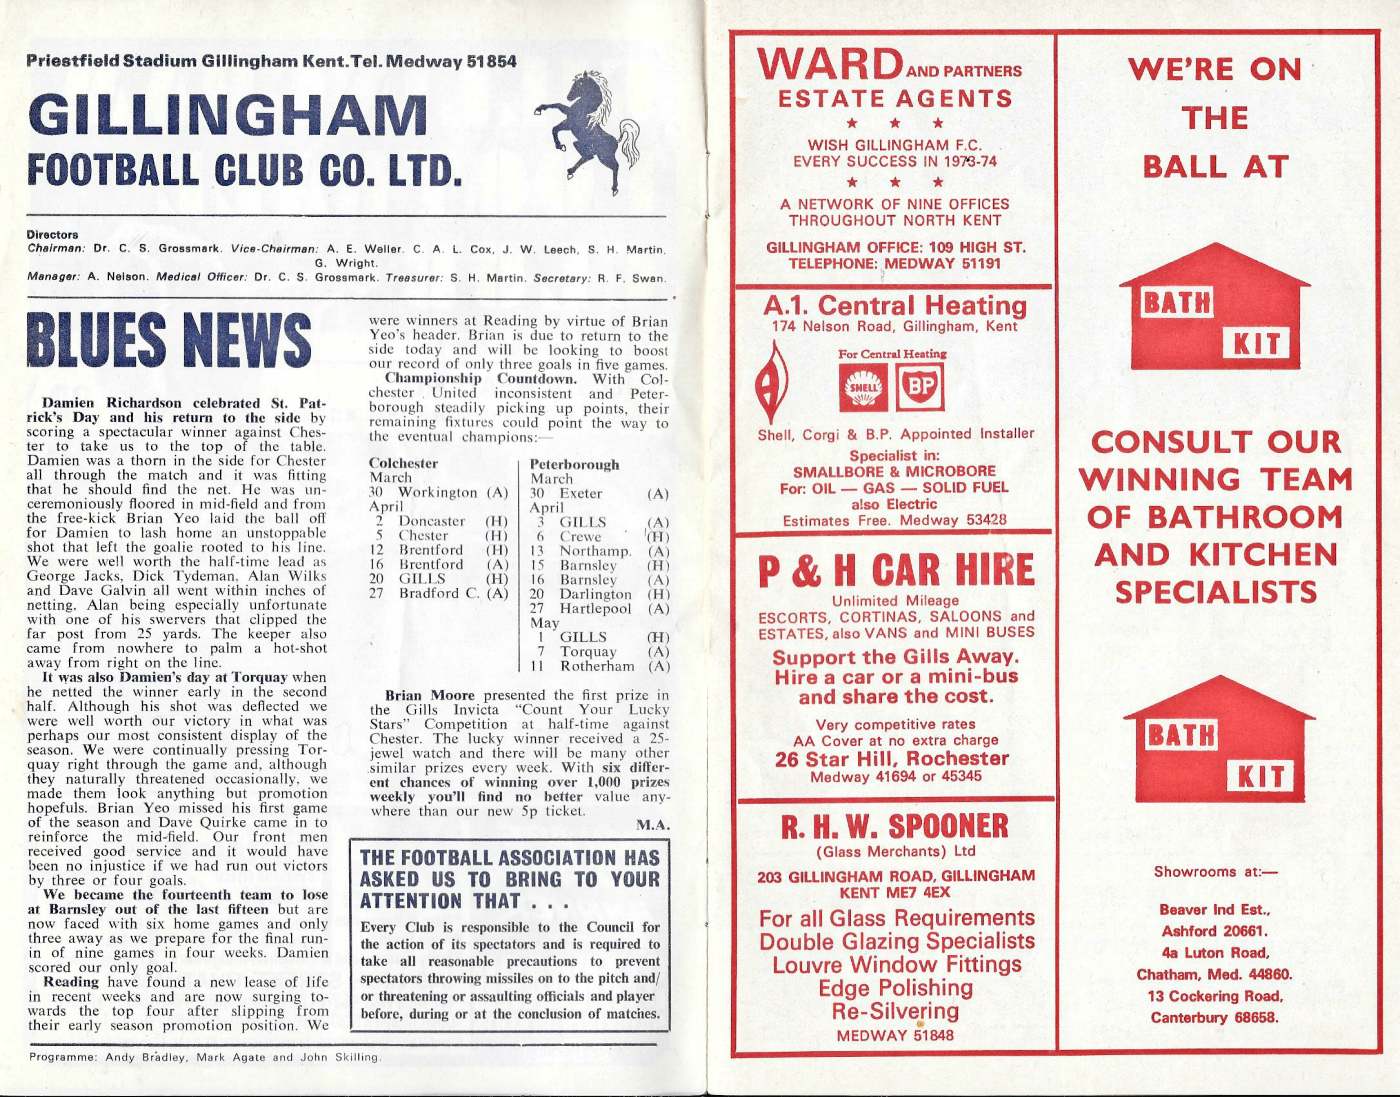 Priestfield Stadium Gillingham Kent.Tel. Medway 51854
GILLINGHAM
FOOTBALL CLUB CO. LTD.
Directors
Chairman: Dr. C. S. Grossmark. Vice-Chairman: A. E. Weller. C. A. L. Cox, J. W. Leech, S. H. Martin,
G. Wright.
Manager: A. Nelson. Medical Officer: Dr. C. S. Grossmark. Treasurer: S. H. Martin. Secretary: R. F. Swan.
BLUES NEWS
Damien Richardson celebrated St. Pat-
rick's Day and his return to the side by
scoring a spectacular winner against Ches-
ter to take us to the top of the table.
Damien was a thorn in the side for Chester
all through the match and it was fitting
that he should find the net. He was un-
ceremoniously floored in mid-field and from
the free-kick Brian Yeo laid the ball off
for Damien to lash home an unstoppable
shot that left the goalie rooted to his line.
We were well worth the half-time lead as
George Jacks, Dick Tydeman, Alan Wilks
and Dave Galvin all went within inches of
netting. Alan being especially unfortunate
with one of his swervers that clipped the
far post from 25 yards. The keeper also
came from nowhere to palm a hot-shot
away from right on the line.
It was also Damien's day at Torquay when
he netted the winner early in the second
half. Although his shot was deflected we
were well worth our victory in what was
perhaps our most consistent display of the
season. We were continually pressing Tor-
quay right through the game and, although
they naturally threatened occasionally, we
made them look anything but promotion
hopefuls. Brian Yeo missed his first game
of the season and Dave Quirke came in to
reinforce the mid-field. Our front men
received good service and it would have
been no injustice if we had run out victors
by three or four goals.
We became the fourteenth team to lose
at Barnsley out of the last fifteen but are
now faced with six home games and only
three away as we prepare for the final run-
in of nine games in four weeks. Damien
scored our only goal.
Reading have found a new lease of life
in recent weeks and are now surging to-
wards the top four after slipping from
their early season promotion position. We
were winners at Reading by virtue of Brian
Yeo's header. Brian is due to return to the
side today and will be looking to boost
our record of only three goals in five games.
Championship Countdown. With Col-
chester United inconsistent and Peter-
borough steadily picking up points, their
remaining fixtures could point the way to
the eventual champions:—
Colchester
March
30 Workington (A)
April
2 Doncaster (H)
5 Chester (H)
12 Brentford (H)
16 Brentford (A)
20 GILLS (H)
27 Bradford C. (A)
Peterborough
March
30 Exeter (A)
April
3 GILLS (A)
6 Crewe (H)
13 Northamp. (A)
15 Barnsley (H)
16 Barnsley (A)
20 Darlington (H)
27 Hartlepool (A)
May
1 GILLS (H)
7 Torquay (A)
11 Rotherham (A)
Brian Moore presented the first prize in
the Gills Invicta "Count Your Lucky
Stars" Competition at half-time against
Chester. The lucky winner received a 25-
jewel watch and there will be many other
similar prizes every week. With six differ-
ent chances of winning over 1,000 prizes
weekly you'll find no better value any-
where than our new 5p ticket.
M.A.
THE FOOTBALL ASSOCIATION HAS
ASKED US TO BRING TO YOUR
ATTENTION THAT . . .
Every Club is responsible to the Council for
the action of its spectators and is required to
take all reasonable precautions to prevent
spectators throwing missiles on to the pitch and/
or threatening or assaulting officials and player
before, during or at the conclusion of matches.
Programme: Andy Bradley, Mark Agate and John Skilling.
WARD AND PARTNERS
ESTATE AGENTS
★ ★ ★
WISH GILLINGHAM F.C.
EVERY SUCCESS IN 1973-74
★ ★ ★
A NETWORK OF NINE OFFICES
THROUGHOUT NORTH KENT
GILLINGHAM OFFICE: 109 HIGH ST.
TELEPHONE: MEDWAY 51191
A.1. Central Heating
174 Nelson Road, Gillingham, Kent
For Central Heating
SHELL
BP
Shell, Corgi & B.P. Appointed Installer
Specialist in:
SMALLBORE & MICROBORE
For: OIL — GAS — SOLID FUEL
also Electric
Estimates Free. Medway 53428
P & H CAR HIRE
Unlimited Mileage
ESCORTS, CORTINAS, SALOONS and
ESTATES, also VANS and MINI BUSES
Support the Gills Away.
Hire a car or a mini-bus
and share the cost.
Very competitive rates
AA Cover at no extra charge
26 Star Hill, Rochester
Medway 41694 or 45345
R. H. W. SPOONER
(Glass Merchants) Ltd
203 GILLINGHAM ROAD, GILLINGHAM
KENT ME7 4EX
For all Glass Requirements
Double Glazing Specialists
Louvre Window Fittings
Edge Polishing
Re-Silvering
MEDWAY 51848
WE'RE ON
THE
BALL AT
BATH
KIT
CONSULT OUR
WINNING TEAM
OF BATHROOM
AND KITCHEN
SPECIALISTS
BATH
KIT
Showrooms at:—
Beaver Ind Est.,
Ashford 20661.
4a Luton Road,
Chatham, Med. 44860.
13 Cockering Road,
Canterbury 68658.